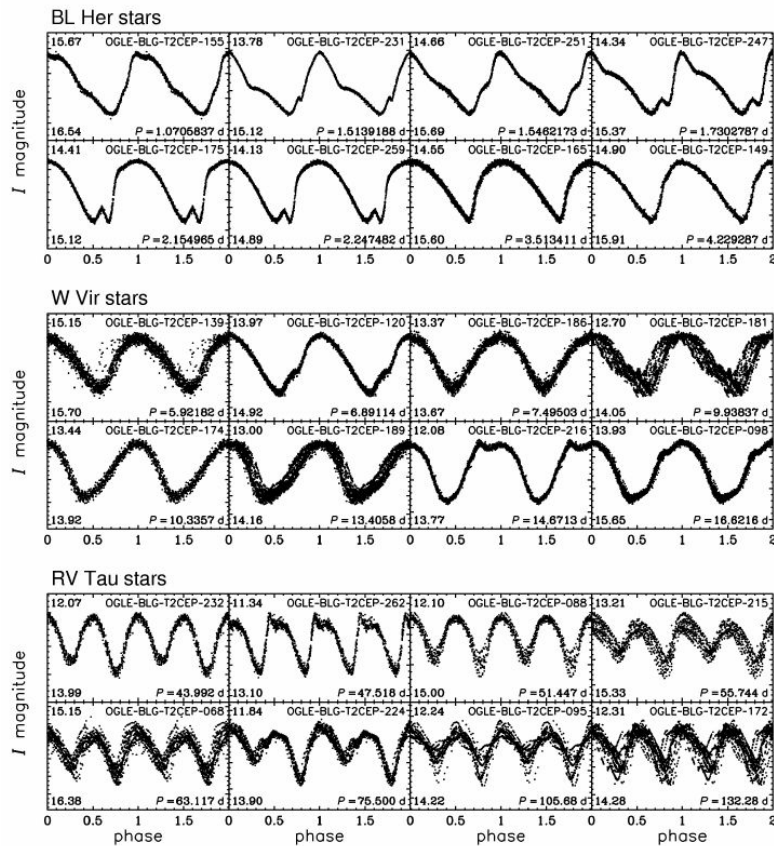 BL Her stars
15.67 OGLE-BLG-T2CEP-155 13.78 OGLE-BLG-T2CEP-231 14.66 OGLE-BLG-T2CEP-251 14.34 OGLE-BLG-T2CEP-247
16.54 P=1.0705837 d 15.12 P=1.5139188 d 15.69 P=1.5462173 d 15.37 P=1.7302787 d
14.41 OGLE-BLG-T2CEP-175 14.13 OGLE-BLG-T2CEP-259 14.55 OGLE-BLG-T2CEP-165 14.90 OGLE-BLG-T2CEP-149
I magnitude
15.12 P=2.154965 d 14.89 P=2.247482 d 15.60 P=3.513411 d 15.91 P=4.229287 d
0 0.5 1 1.5 0 0.5 1 1.5 0 0.5 1 1.5 0 0.5 1 1.5 2
W Vir stars
15.15 OGLE-BLG-T2CEP-139 13.97 OGLE-BLG-T2CEP-120 13.37 OGLE-BLG-T2CEP-186 12.70 OGLE-BLG-T2CEP-181
15.70 P=5.92182 d 14.92 P=6.89114 d 13.67 P=7.49503 d 14.05 P=9.93837 d
13.44 OGLE-BLG-T2CEP-174 13.00 OGLE-BLG-T2CEP-189 12.08 OGLE-BLG-T2CEP-216 13.93 OGLE-BLG-T2CEP-098
I magnitude
13.92 P=10.3357 d 14.16 P=13.4058 d 13.77 P=14.6713 d 15.65 P=16.6216 d
0 0.5 1 1.5 0 0.5 1 1.5 0 0.5 1 1.5 0 0.5 1 1.5 2
RV Tau stars
12.07 OGLE-BLG-T2CEP-232 11.34 OGLE-BLG-T2CEP-262 12.10 OGLE-BLG-T2CEP-088 13.21 OGLE-BLG-T2CEP-215
13.99 P=43.992 d 13.10 P=47.518 d 15.00 P=51.447 d 15.33 P=55.744 d
15.15 OGLE-BLG-T2CEP-068 11.84 OGLE-BLG-T2CEP-224 12.24 OGLE-BLG-T2CEP-095 12.31 OGLE-BLG-T2CEP-172
I magnitude
16.38 P=63.117 d 13.90 P=75.500 d 14.22 P=105.68 d 14.28 P=132.28 d
0 0.5 1 1.5 0 0.5 1 1.5 0 0.5 1 1.5 0 0.5 1 1.5 2
phase phase phase phase